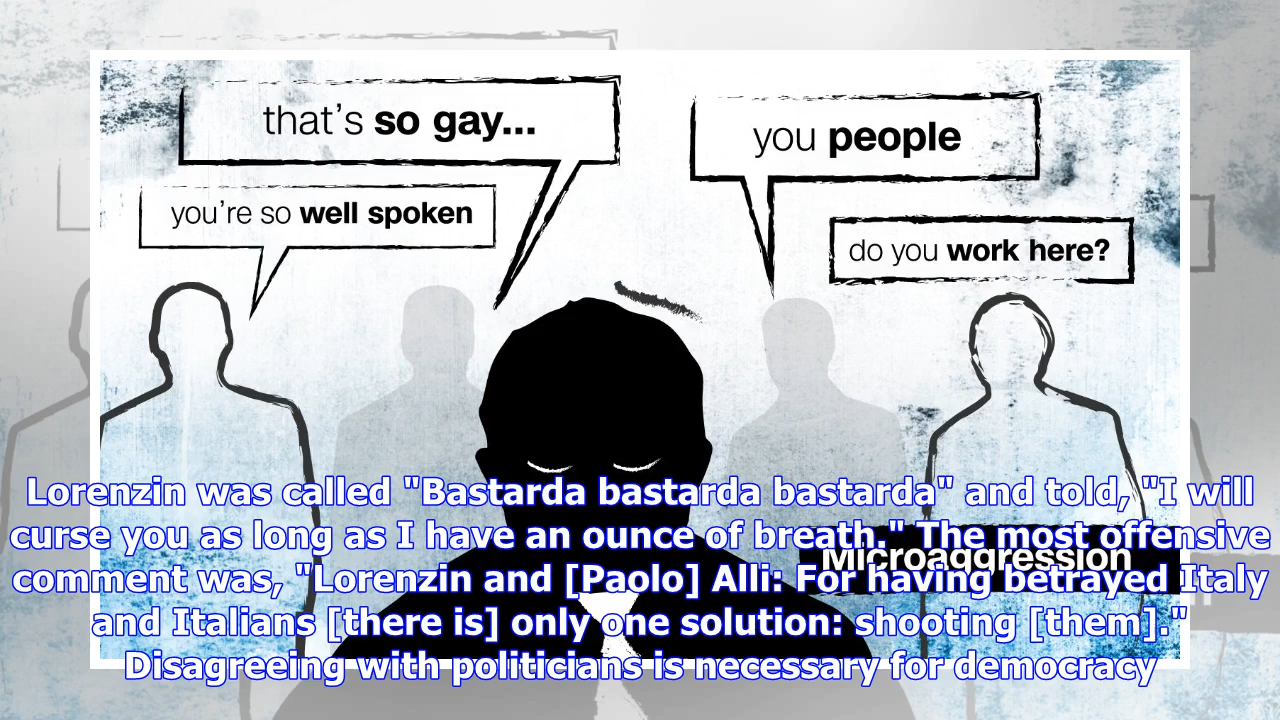 that's so gay...
you people
you're so well spoken
do you work here?
Lorenzin was called "Bastarda bastarda bastarda" and told, "I will
curse you as long as I have an ounce of breath." The most offensive
Microaggression
comment was, "Lorenzin and [Paolo] Alli: For having betrayed Italy
and Italians [there is] only one solution: shooting [them]."
Disagreeing with politicians is necessary for democracy